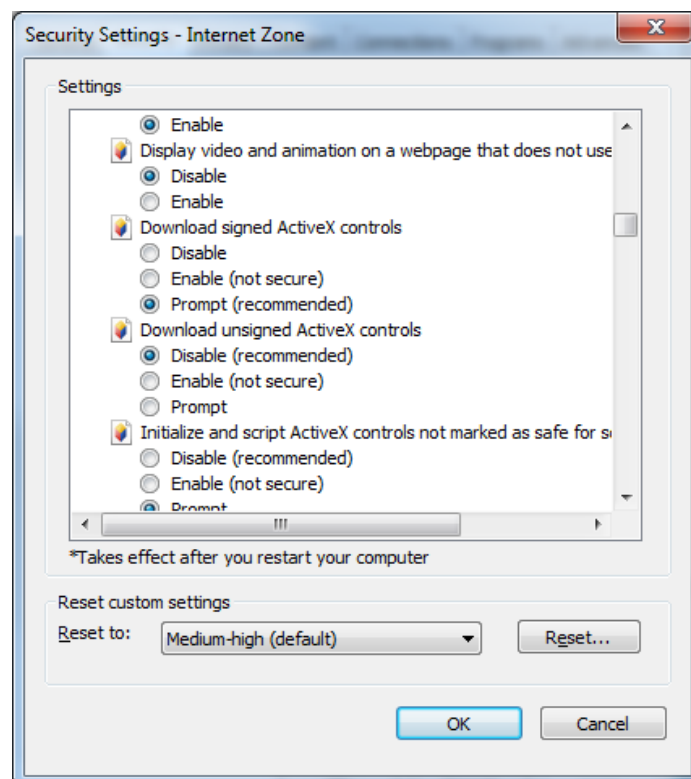 Security Settings - Internet Zone
Settings
Enable
Display video and animation on a webpage that does not use
Disable
Enable
Download signed ActiveX controls
Disable
Enable (not secure)
Prompt (recommended)
Download unsigned ActiveX controls
Disable (recommended)
Enable (not secure)
Prompt
Initialize and script ActiveX controls not marked as safe for
Disable (recommended)
Enable (not secure)
Prompt
*Takes effect after you restart your computer
Reset custom settings
Reset to: Medium-high (default) Reset...
OK Cancel